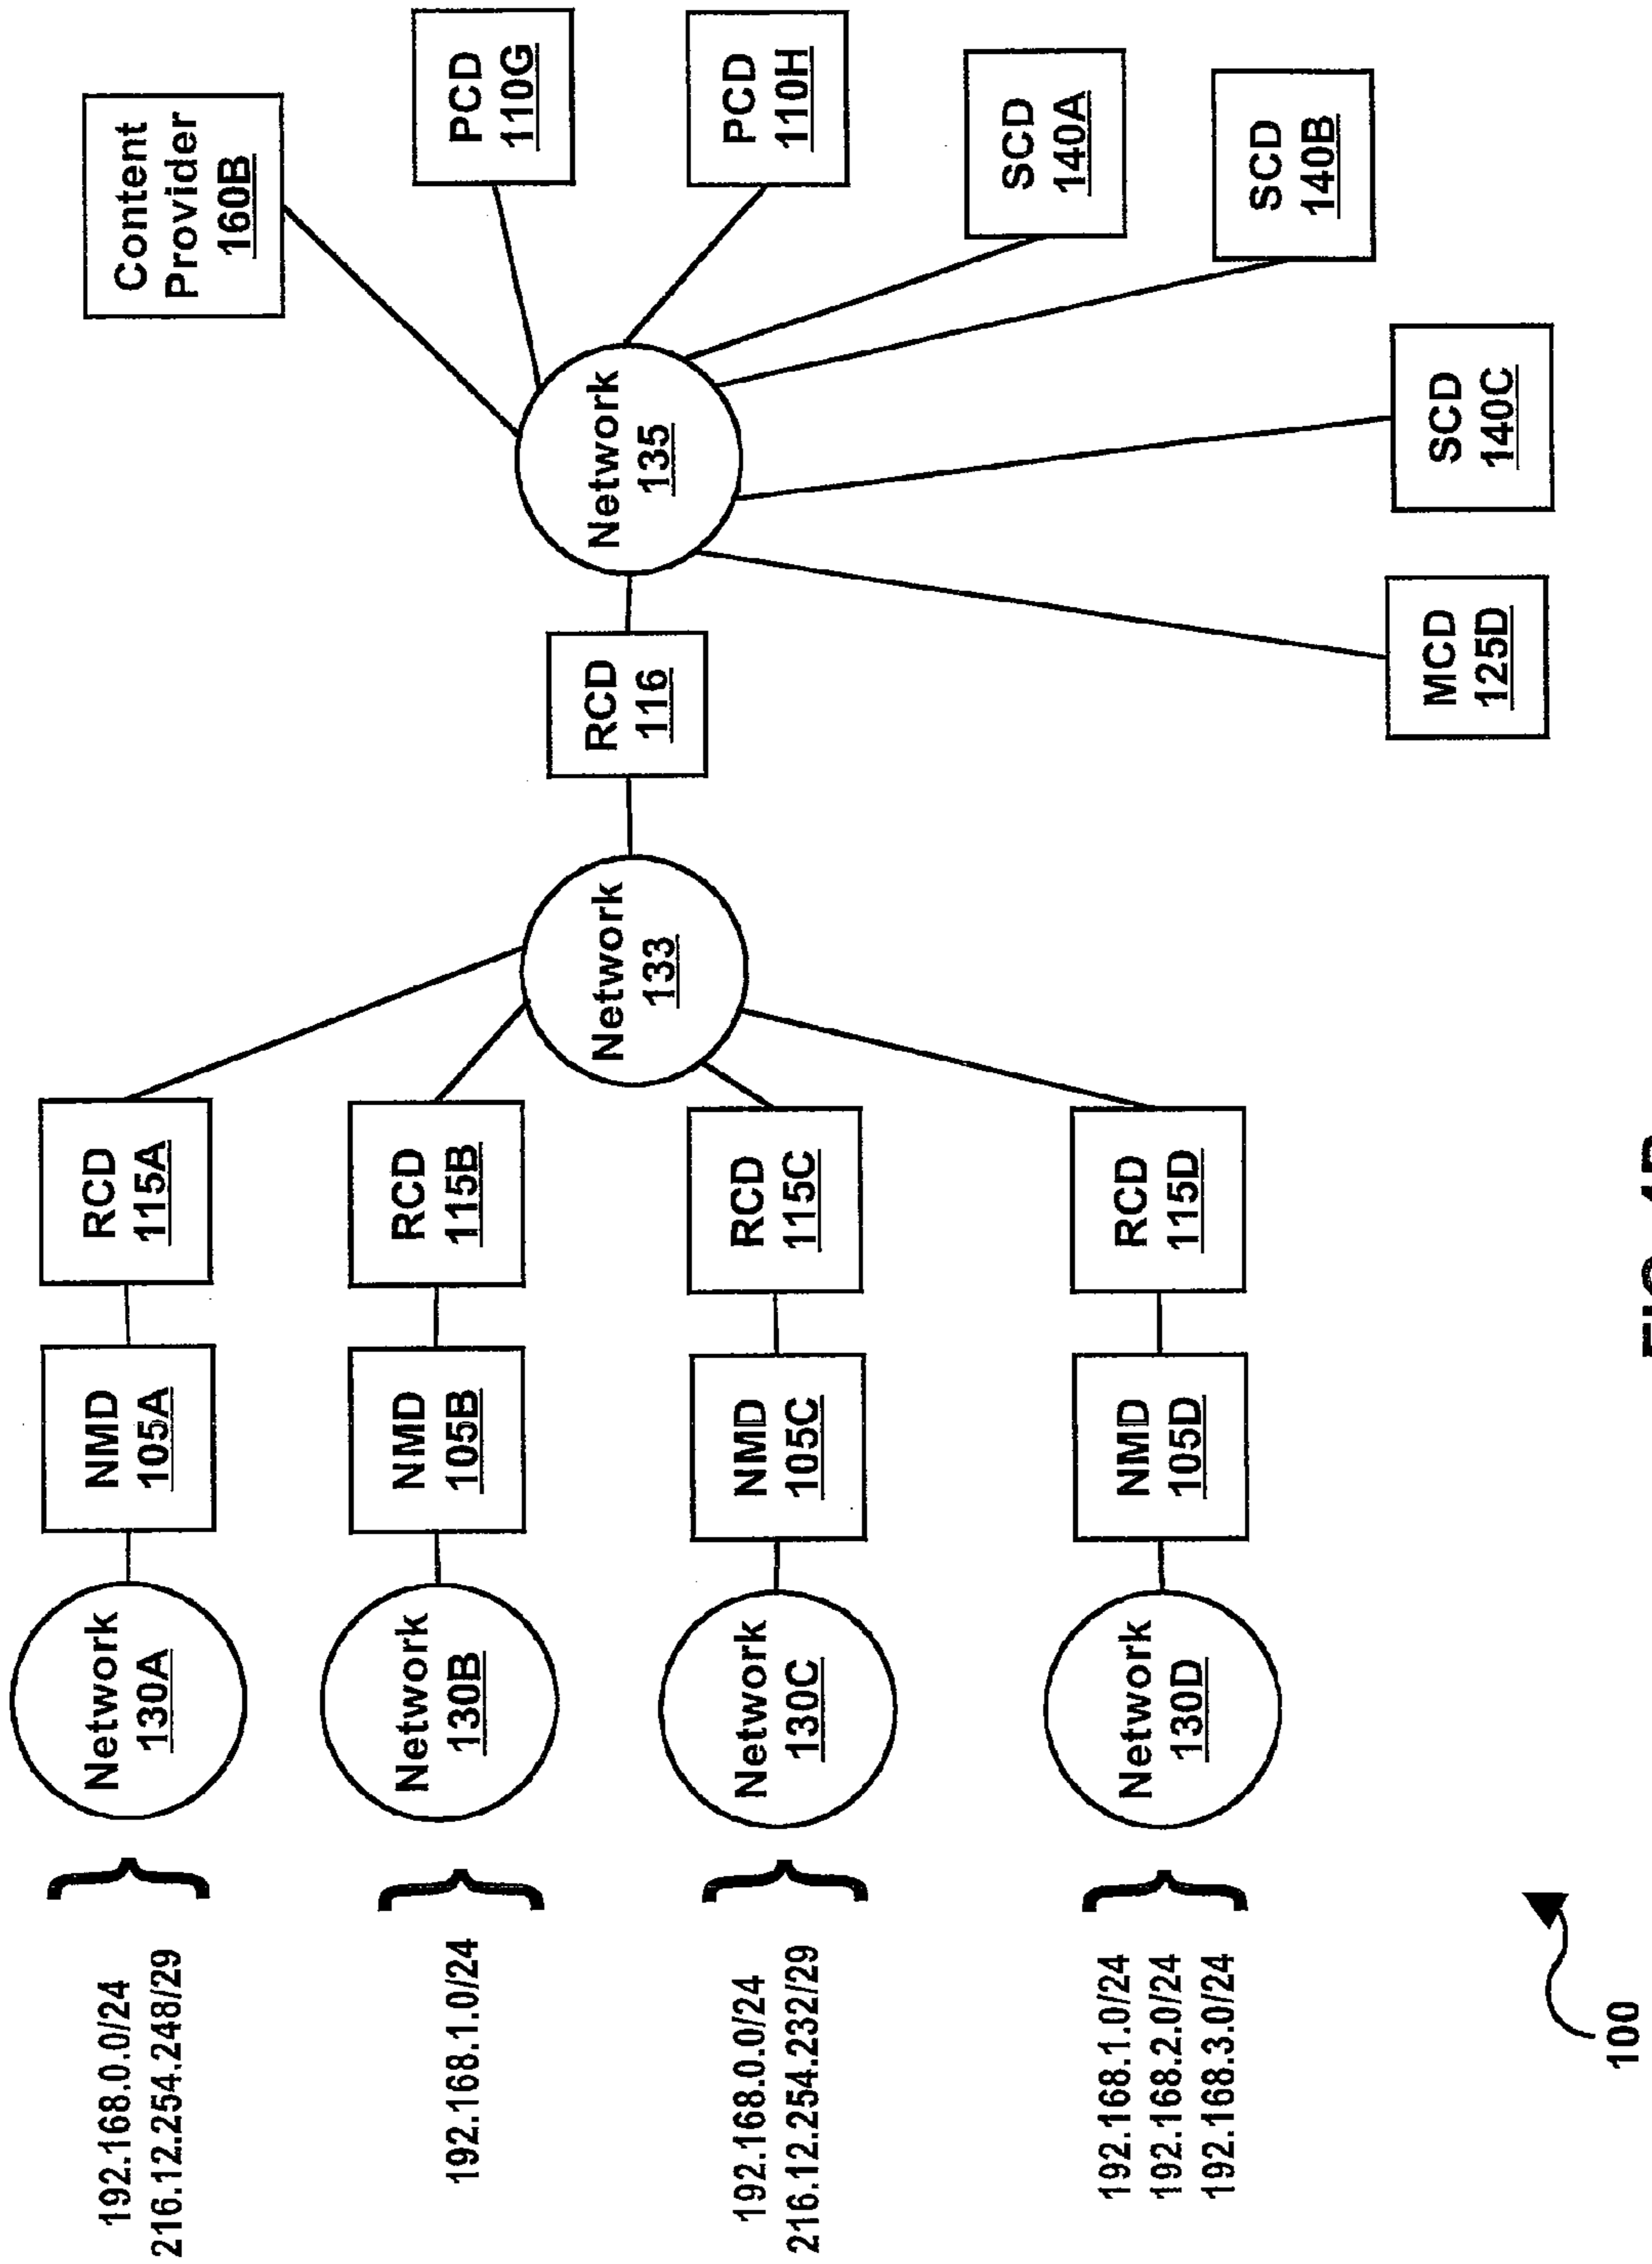 192.168.0.0/24
216.12.254.248/29
192.168.1.0/24
192.168.0.0/24
216.12.254.232/29
192.168.1.0/24
192.168.2.0/24
192.168.3.0/24
Network
130A
Network
130B
Network
130C
Network
130D
NMD
105A
NMD
105B
NMD
105C
NMD
105D
RCD
115A
RCD
115B
RCD
115C
RCD
115D
Network
133
RCD
116
Network
135
Content
Provider
160B
PCD
110G
PCD
110H
SCD
140A
SCD
140B
SCD
140C
MCD
125D
100